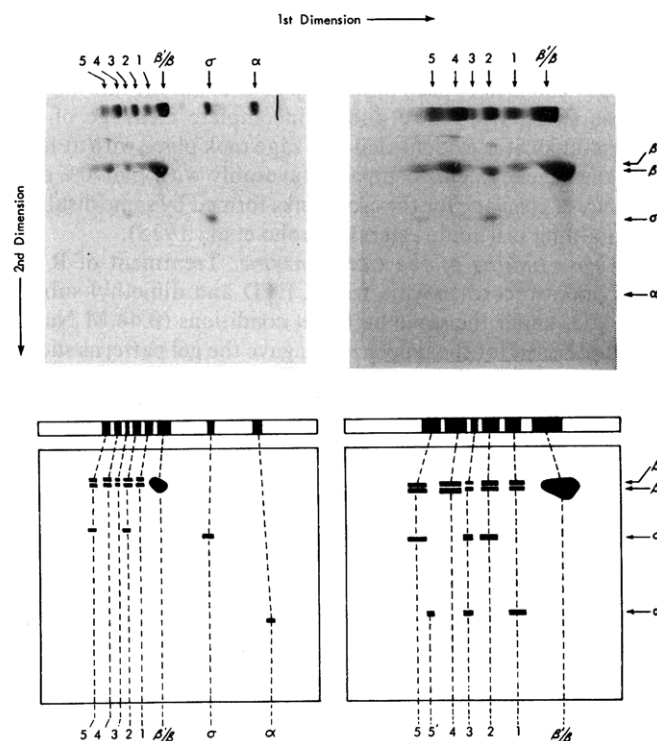 1st Dimension
5 4 3 2 1 β'/β σ α
5 4 3 2 1 β'/β
β
β
σ
α
2nd Dimension
β
β
5 4 3 2 1 β'/β σ α
5 5' 4 3 2 1 β'/β